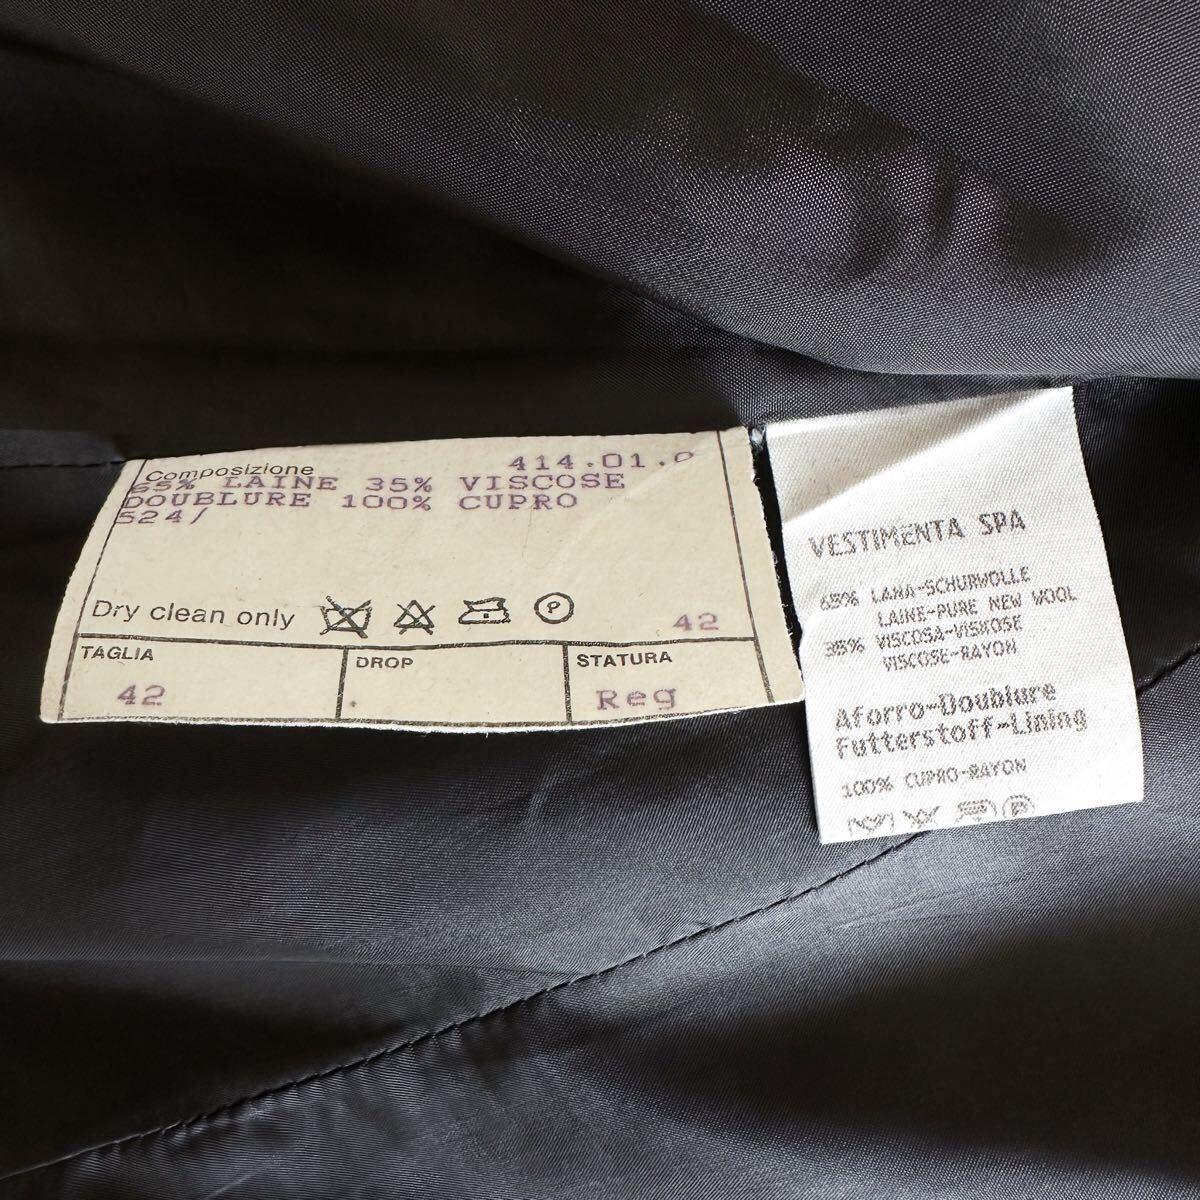 Composizione 414.01.0
65% LAINE 35% VISCOSE
DOUBLURE 100% CUPRO
524/
Dry clean only P 42
TAGLIA DROP STATURA
42 . Reg
VESTIMENTA SPA
65% LANA-SCHURWOLLE
LAINE-PURE NEW WOOL
35% VISCOSA-VISKOSE
VISCOSE-RAYON
Aforro-Doublure
Futterstoff-Lining
100% CUPRO-RAYON
P